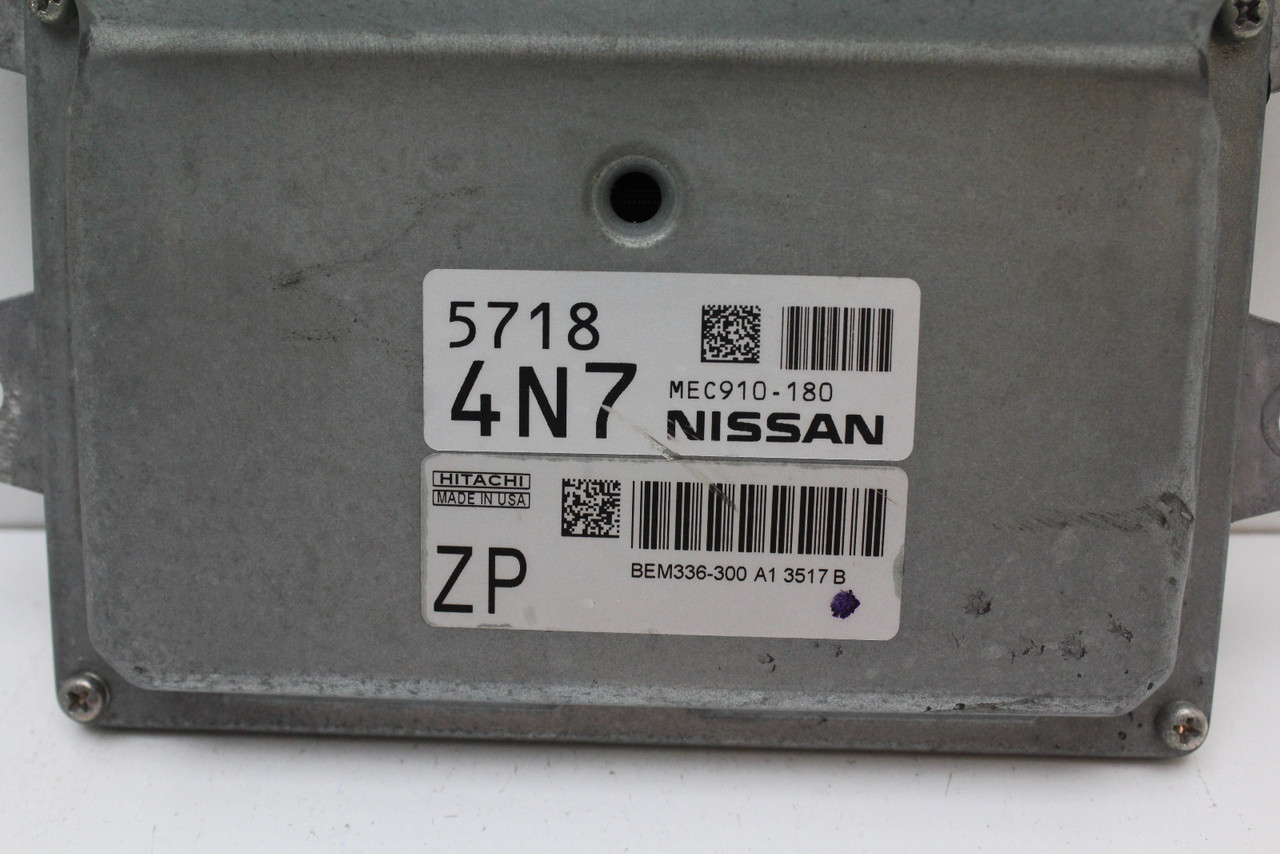 5718
4N7
MEC910-180
NISSAN
HITACHI
MADE IN USA
ZP
BEM336-300 A1 3517 B